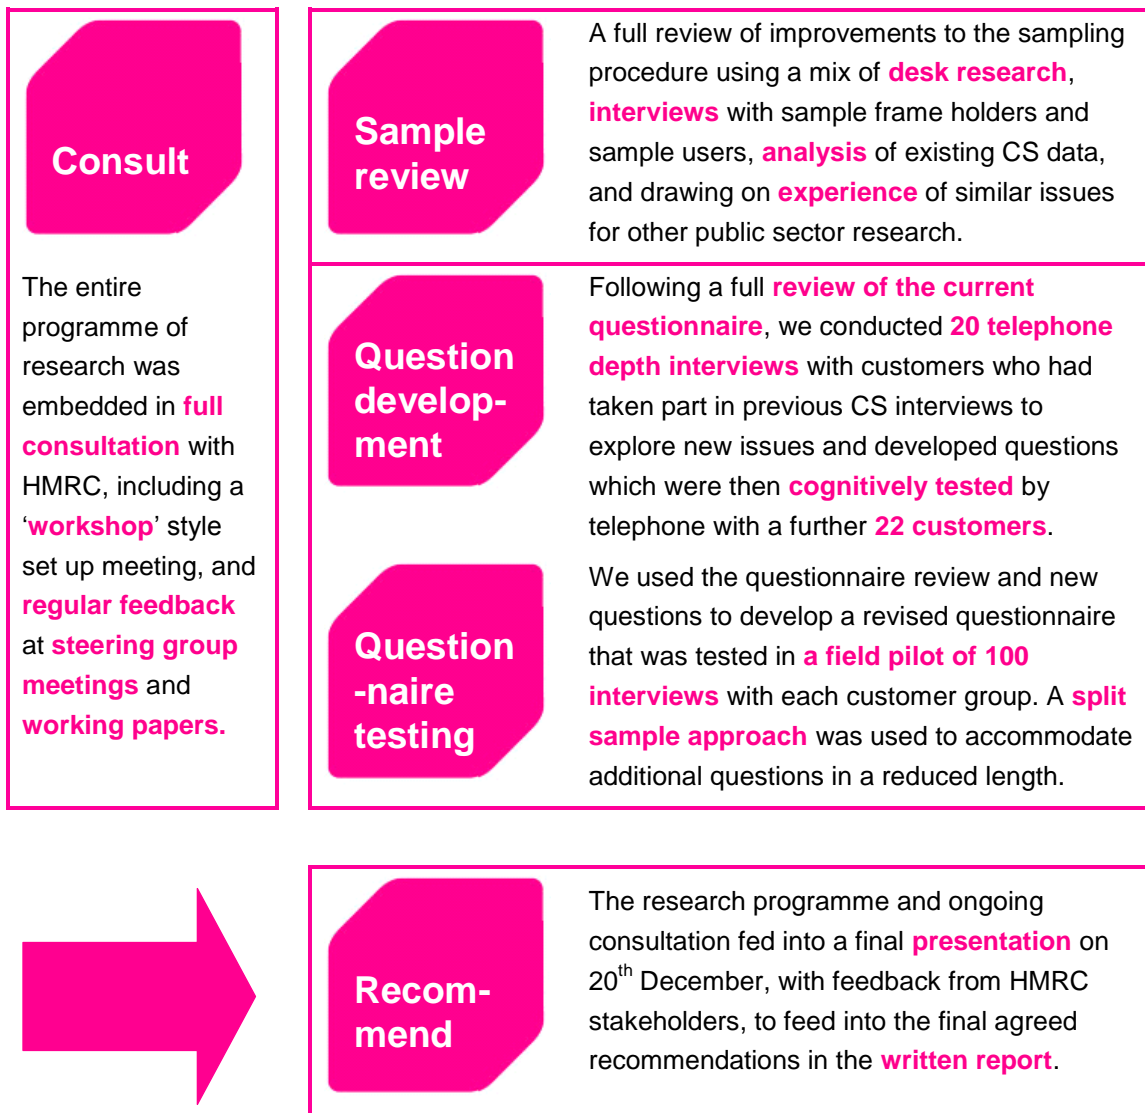 Consult
The entire
programme of
research was
embedded in full
consultation with
HMRC, including a
‘workshop’ style
set up meeting, and
regular feedback
at steering group
meetings and
working papers.
Sample
review
A full review of improvements to the sampling
procedure using a mix of desk research,
interviews with sample frame holders and
sample users, analysis of existing CS data,
and drawing on experience of similar issues
for other public sector research.
Question
develop-
ment
Following a full review of the current
questionnaire, we conducted 20 telephone
depth interviews with customers who had
taken part in previous CS interviews to
explore new issues and developed questions
which were then cognitively tested by
telephone with a further 22 customers.
Question
-naire
testing
We used the questionnaire review and new
questions to develop a revised questionnaire
that was tested in a field pilot of 100
interviews with each customer group. A split
sample approach was used to accommodate
additional questions in a reduced length.
Recom-
mend
The research programme and ongoing
consultation fed into a final presentation on
20th December, with feedback from HMRC
stakeholders, to feed into the final agreed
recommendations in the written report.